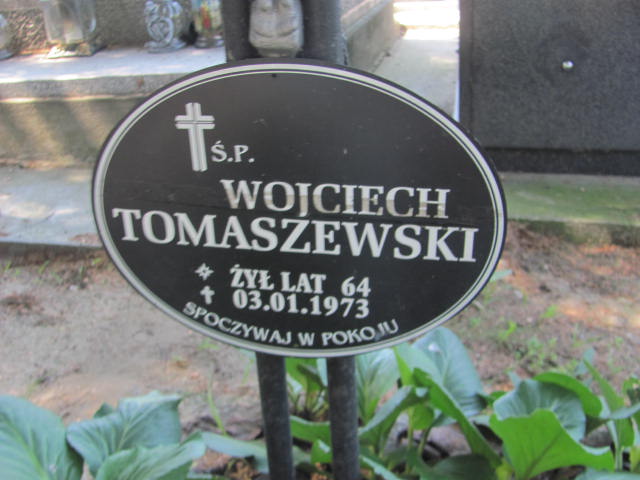 Ś.P.
WOJCIECH
TOMASZEWSKI
ŻYŁ LAT 64
03.01.1973
SPOCZYWAJ W POKOJU